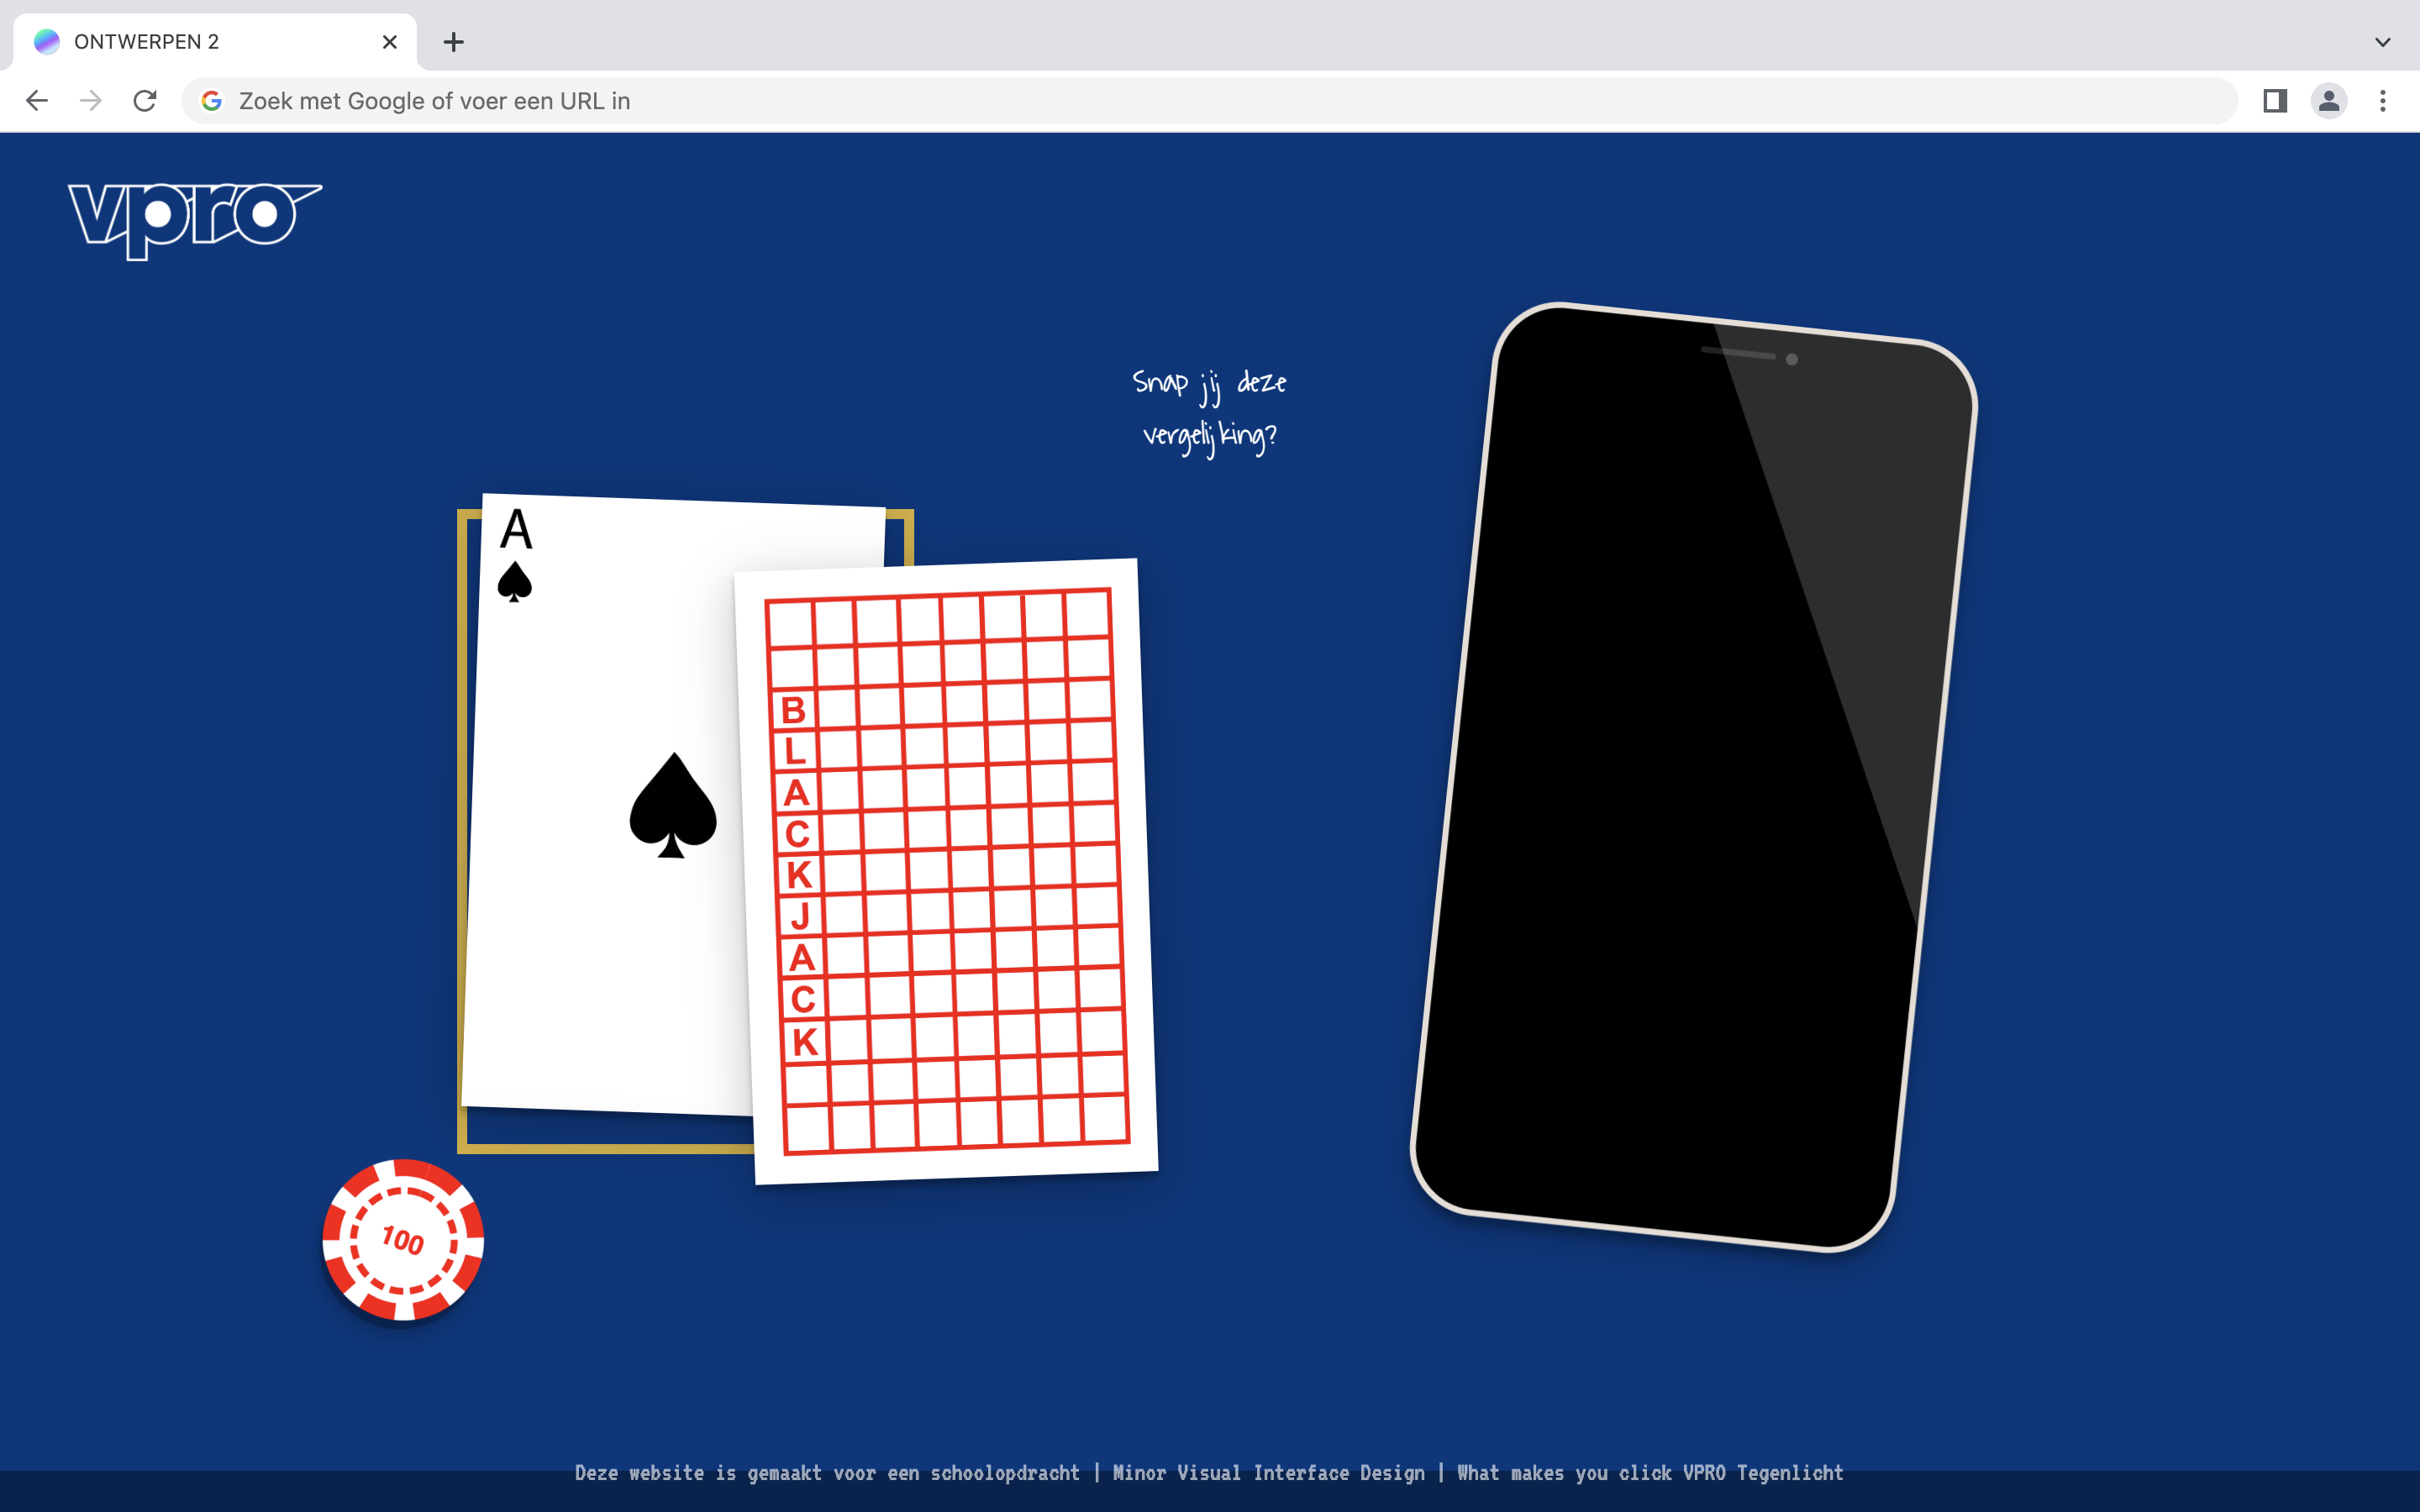 ONTWERPEN 2
Zoek met Google of voer een URL in
vpro
Snap jij deze
vergelijking?
A
B
L
A
C
K
J
A
C
K
100
Deze website is gemaakt voor een schoolopdracht | Minor Visual Interface Design | What makes you click VPRO Tegenlicht